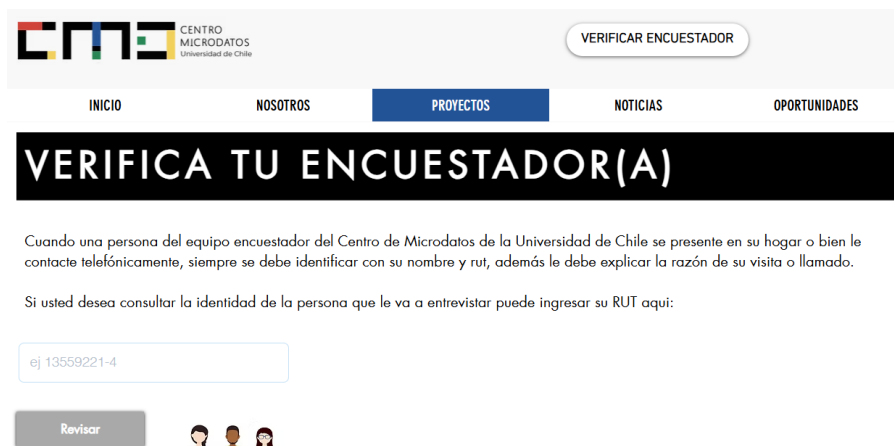 CENTRO
MICRODATOS
Universidad de Chile
VERIFICAR ENCUESTADOR
INICIO NOSOTROS PROYECTOS NOTICIAS OPORTUNIDADES
VERIFICA TU ENCUESTADOR(A)
Cuando una persona del equipo encuestador del Centro de Microdatos de la Universidad de Chile se presente en su hogar o bien le
contacte telefónicamente, siempre se debe identificar con su nombre y rut, además le debe explicar la razón de su visita o llamado.
Si usted desea consultar la identidad de la persona que le va a entrevistar puede ingresar su RUT aqui:
ej 13559221-4
Revisar